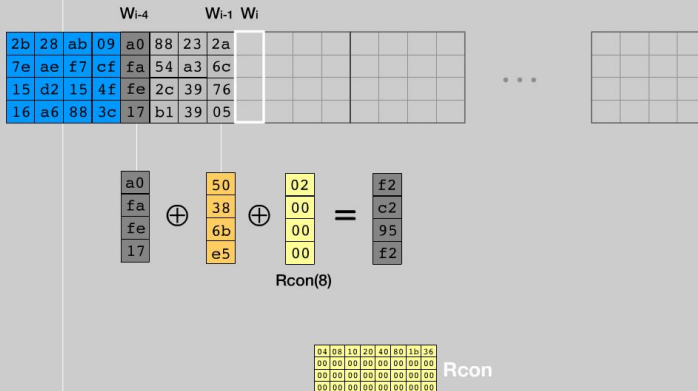 Wi-4 Wi-1 Wi
2b 28 ab 09 a0 88 23 2a
7e ae f7 cf fa 54 a3 6c
15 d2 15 4f fe 2c 39 76
16 a6 88 3c 17 b1 39 05
...
a0 50 02 f2
fa ⊕ 38 ⊕ 00 = c2
fe 6b 00 95
17 e5 00 f2
Rcon(8)
04 08 10 20 40 80 1b 36
00 00 00 00 00 00 00 00
00 00 00 00 00 00 00 00
00 00 00 00 00 00 00 00
Rcon